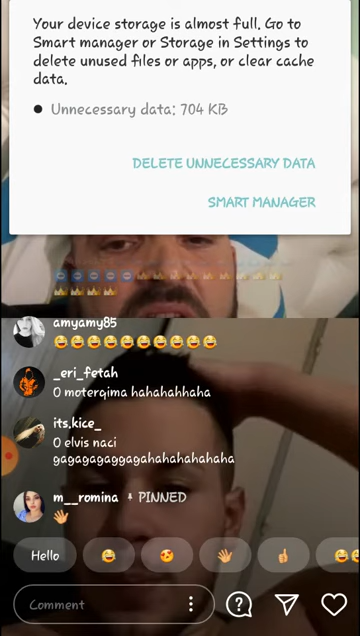 Your device storage is almost full. Go to
Smart manager or Storage in Settings to
delete unused files or apps, or clear cache
data.
● Unnecessary data: 704 KB
DELETE UNNECESSARY DATA
SMART MANAGER
amyamy85
😂😂😂😂😂😂😂😂😂😂
_eri_fetah
O moterqima hahahahhaha
its,kice_
O elvis naci
gagagagaggagahahahahahaha
m__romina PINNED
👋
Hello 😂 😍 👋 👍 😂
Comment